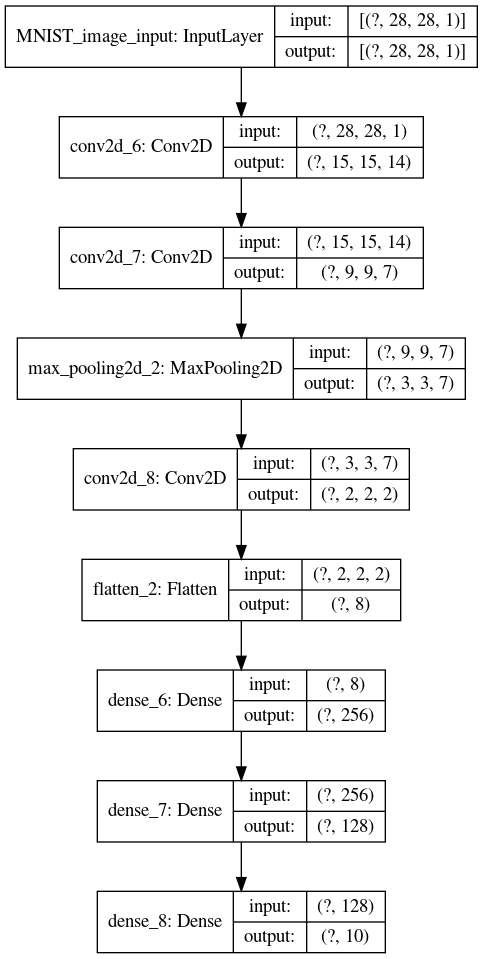 MNIST_image_input: InputLayer
input: [(?, 28, 28, 1)]
output: [(?, 28, 28, 1)]
conv2d_6: Conv2D
input: (?, 28, 28, 1)
output: (?, 15, 15, 14)
conv2d_7: Conv2D
input: (?, 15, 15, 14)
output: (?, 9, 9, 7)
max_pooling2d_2: MaxPooling2D
input: (?, 9, 9, 7)
output: (?, 3, 3, 7)
conv2d_8: Conv2D
input: (?, 3, 3, 7)
output: (?, 2, 2, 2)
flatten_2: Flatten
input: (?, 2, 2, 2)
output: (?, 8)
dense_6: Dense
input: (?, 8)
output: (?, 256)
dense_7: Dense
input: (?, 256)
output: (?, 128)
dense_8: Dense
input: (?, 128)
output: (?, 10)